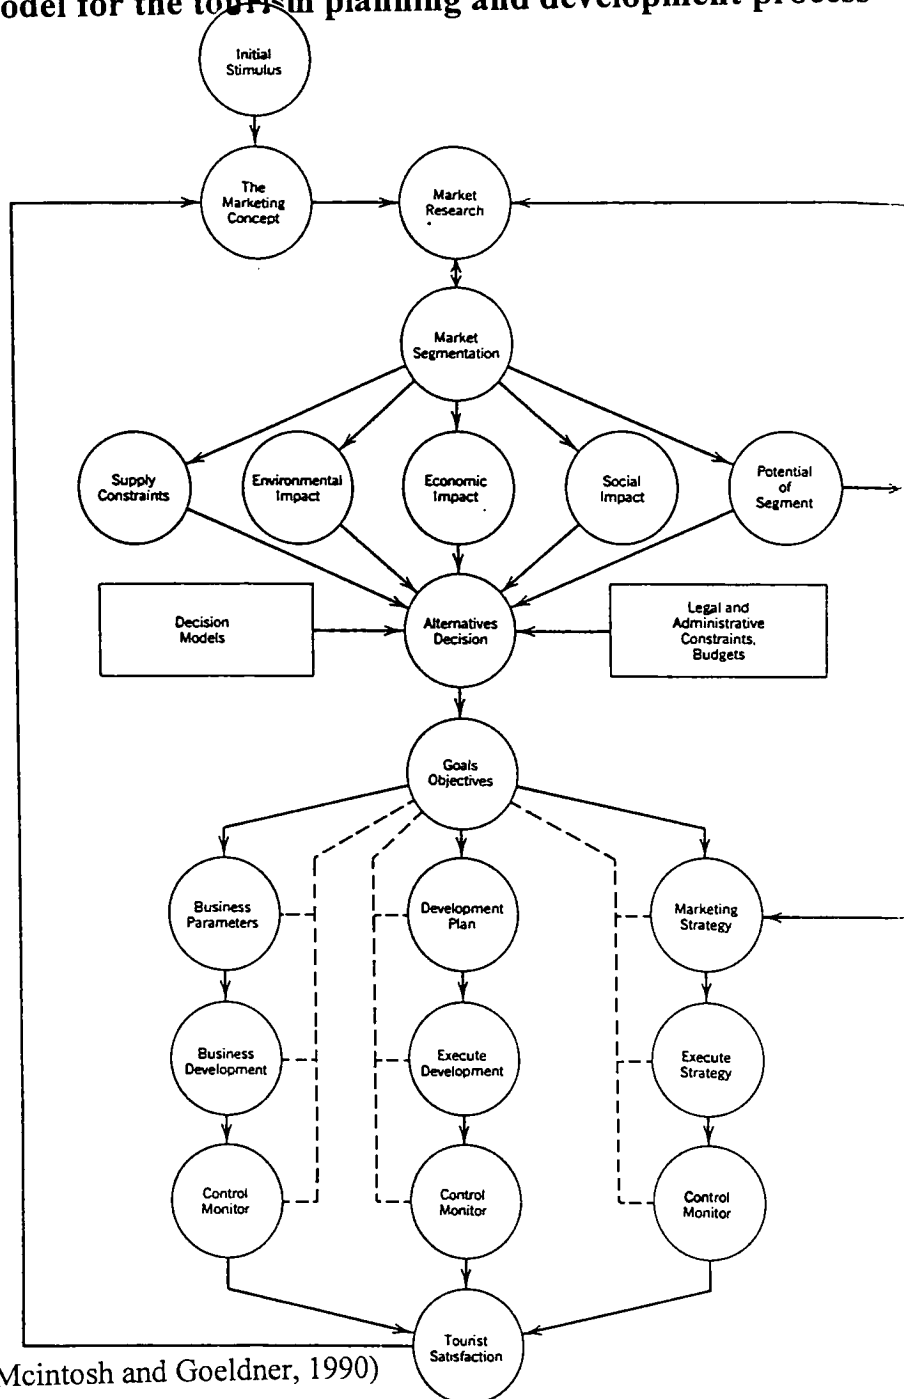 odel for the tourism planning and development process
Initial
Stimulus
The
Marketing
Concept
Market
Research
Market
Segmentation
Supply
Constraints
Environmental
Impact
Economic
Impact
Social
Impact
Potential
of
Segment
Decision
Models
Alternatives
Decision
Legal and
Administrative
Constraints,
Budgets
Goals
Objectives
Business
Parameters
Development
Plan
Marketing
Strategy
Business
Development
Execute
Development
Execute
Strategy
Control
Monitor
Control
Monitor
Control
Monitor
Tourist
Satisfaction
Mcintosh and Goeldner, 1990)